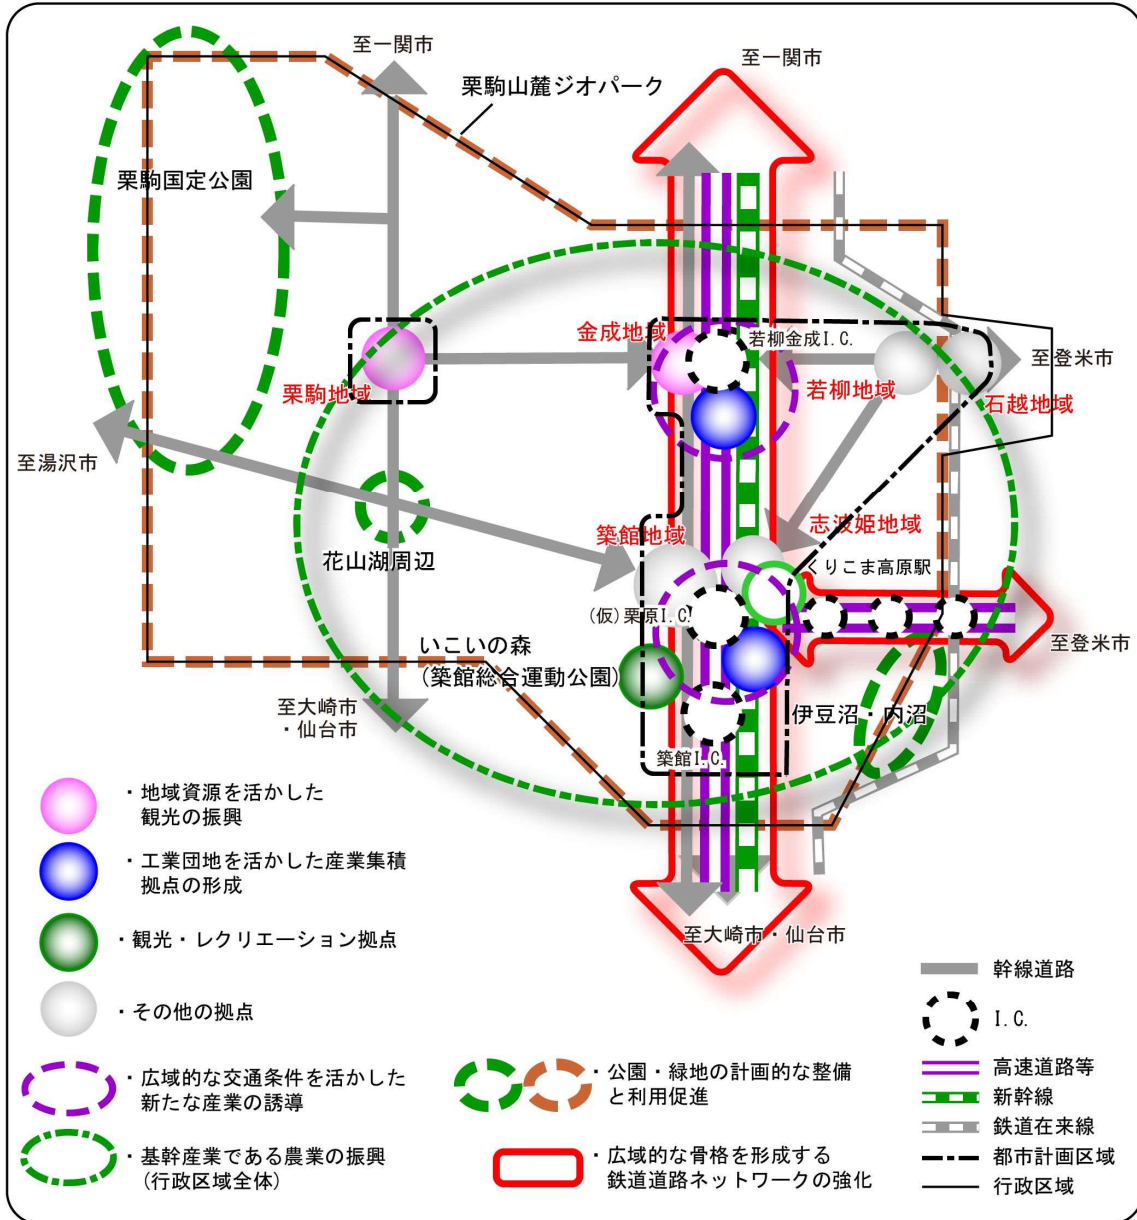 至一関市
至一関市
栗駒山麓ジオパーク
栗駒国定公園
金成地域
若柳金成I.C.
至登米市
栗駒地域
若柳地域
石越地域
至湯沢市
築館地域
志波姫地域
花山湖周辺
くりこま高原駅
(仮)栗原I.C.
いこいの森
(築館総合運動公園)
至登米市
至大崎市
・仙台市
伊豆沼・内沼
築館I.C.
至大崎市・仙台市
・地域資源を活かした
観光の振興
・工業団地を活かした産業集積
拠点の形成
・観光・レクリエーション拠点
・その他の拠点
・広域的な交通条件を活かした
新たな産業の誘導
・基幹産業である農業の振興
(行政区域全体)
・公園・緑地の計画的な整備
と利用促進
・広域的な骨格を形成する
鉄道道路ネットワークの強化
幹線道路
I.C.
高速道路等
新幹線
鉄道在来線
都市計画区域
行政区域